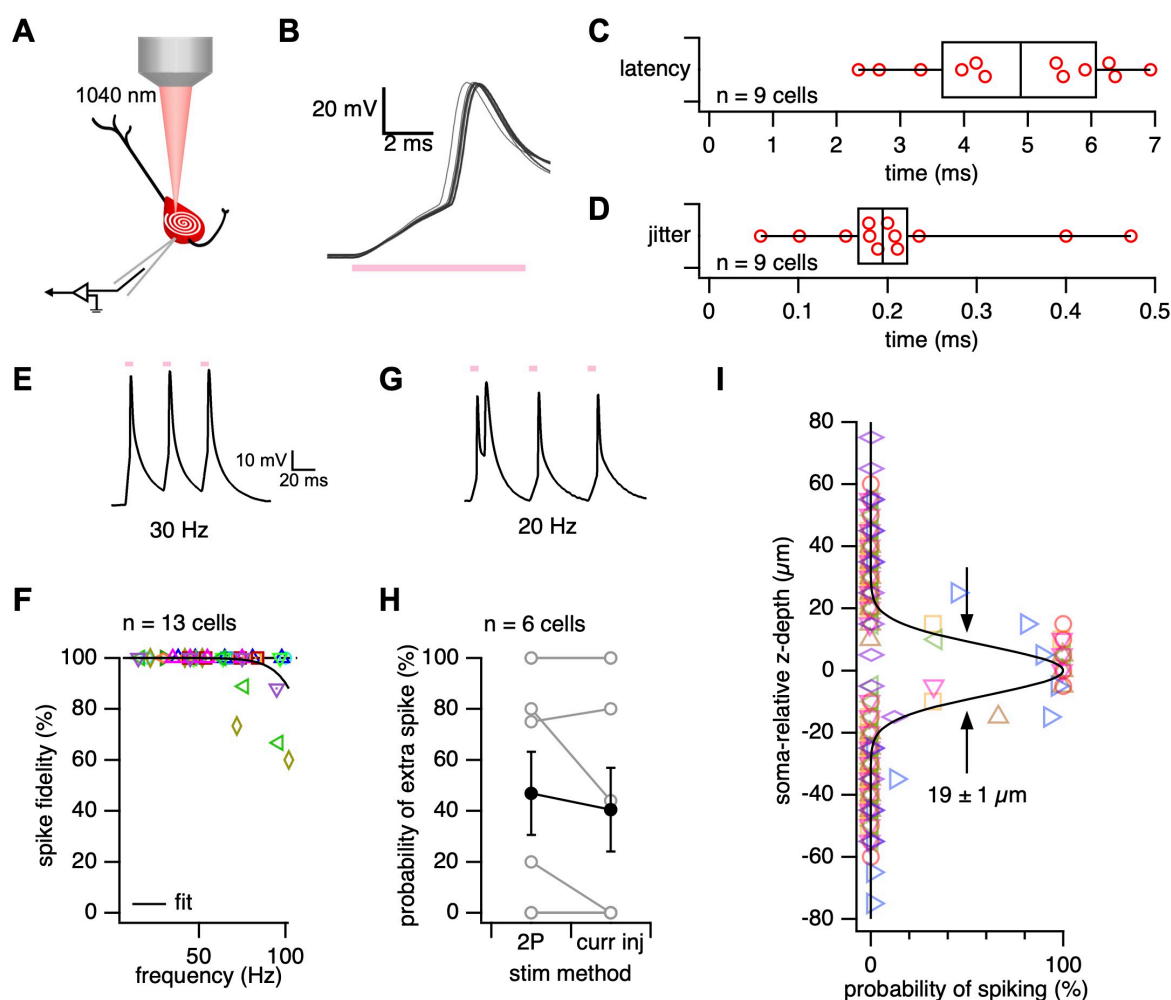 A
1040 nm
B
20 mV
2 ms
C
latency
n = 9 cells
0 1 2 3 4 5 6 7
time (ms)
D
jitter
n = 9 cells
0 0.1 0.2 0.3 0.4 0.5
time (ms)
E
10 mV
20 ms
30 Hz
G
20 Hz
F
n = 13 cells
spike fidelity (%)
100
80
60
40
20
0
fit
50 100
frequency (Hz)
H
n = 6 cells
probability of extra spike (%)
100
80
60
40
20
0
2P curr inj
stim method
I
soma-relative z-depth (µm)
80
60
40
20
0
-20
-40
-60
-80
19 ± 1 µm
0 100
probability of spiking (%)